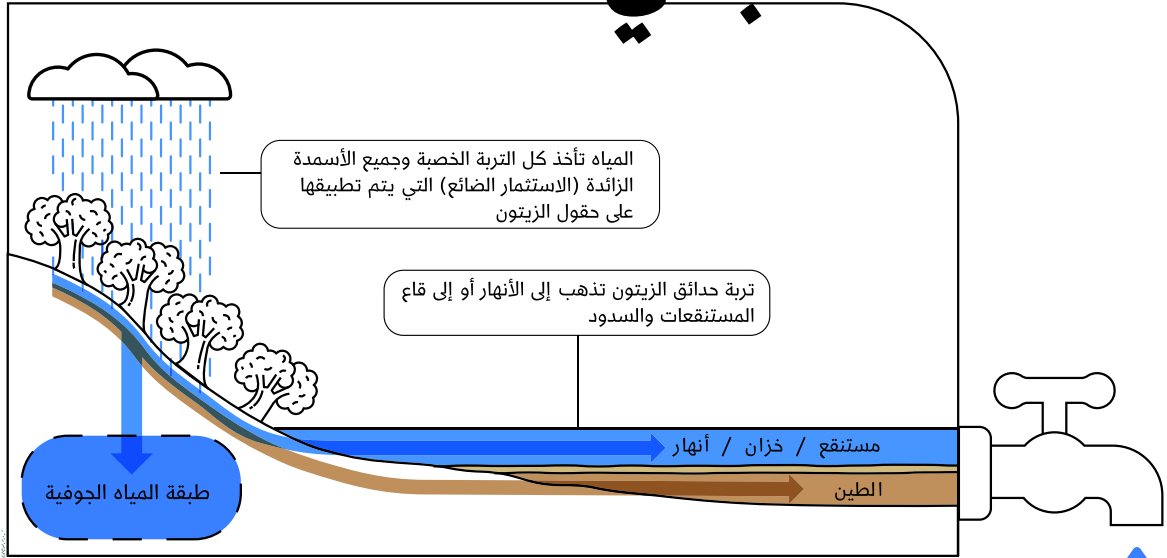 المياه تأخذ كل التربة الخصبة وجميع الأسمدة
الزائدة (الاستثمار الضائع) التي يتم تطبيقها
على حقول الزيتون
تربة حدائق الزيتون تذهب إلى الأنهار أو إلى قاع
المستنقعات والسدود
مستنقع / خزان / أنهار
الطين
طبقة المياه الجوفية